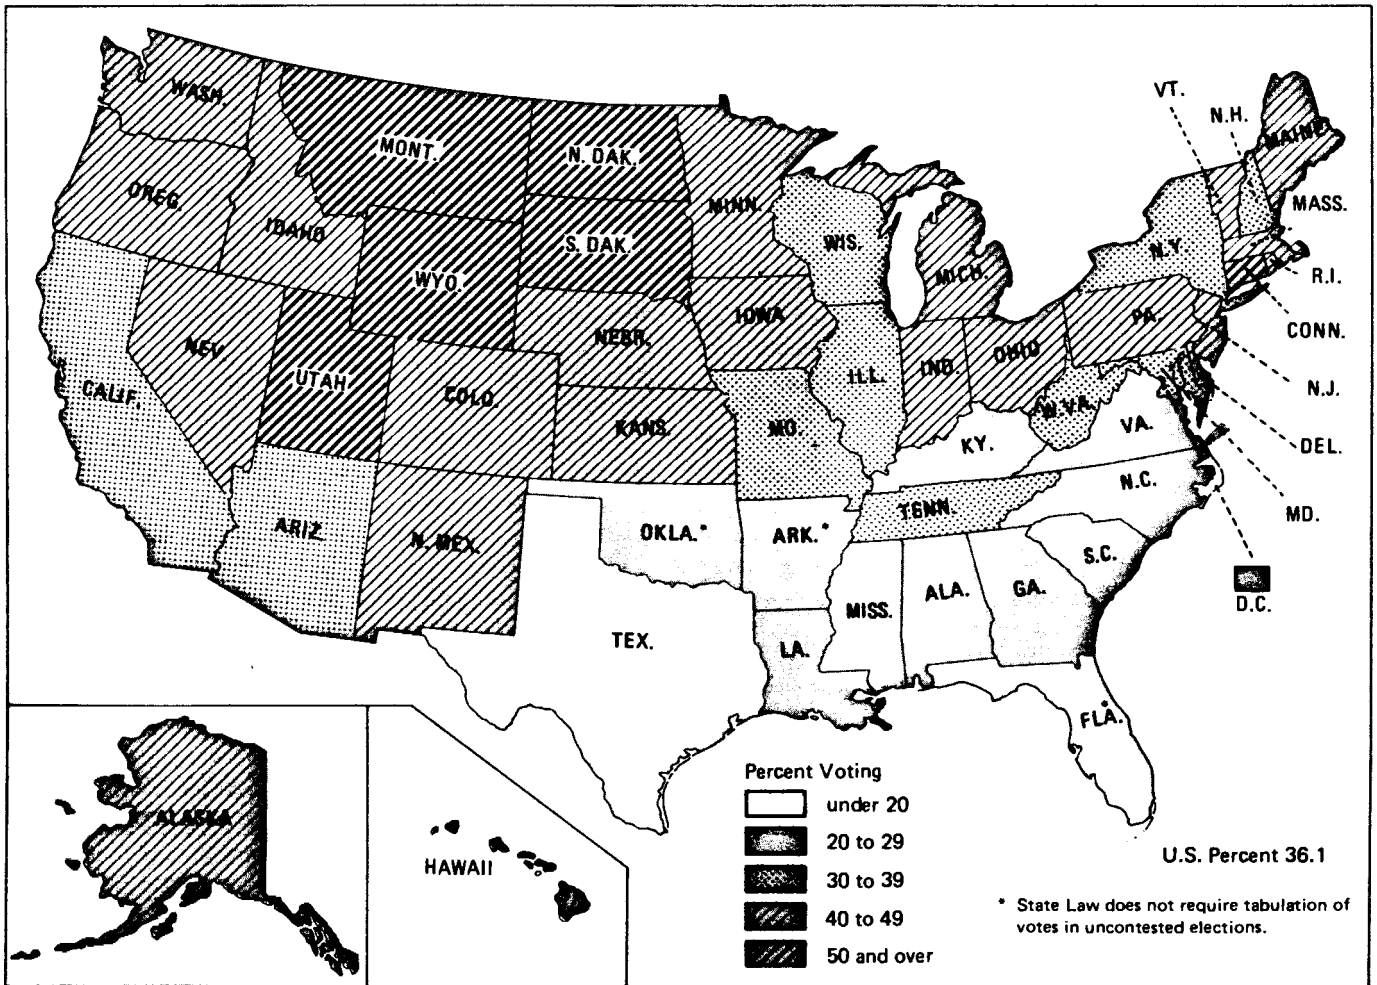 VT.
N.H.
WASH.
MONT.
N. DAK.
MINN.
MAINE
OREG.
IDAHO
S. DAK.
WIS.
MICH.
N.Y.
MASS.
R.I.
WYO.
CONN.
NEV.
UTAH
COLO.
NEBR.
IOWA
ILL.
IND.
OHIO
PA.
N.J.
CALIF.
KANS.
MO.
KY.
W.VA.
VA.
DEL.
MD.
ARIZ.
N. MEX.
OKLA.*
ARK.*
TENN.
N.C.
S.C.
D.C.
TEX.
LA.
MISS.
ALA.
GA.
*
FLA.
ALASKA
HAWAII
Percent Voting
under 20
20 to 29
30 to 39
40 to 49
50 and over
U.S. Percent 36.1
* State Law does not require tabulation of
votes in uncontested elections.